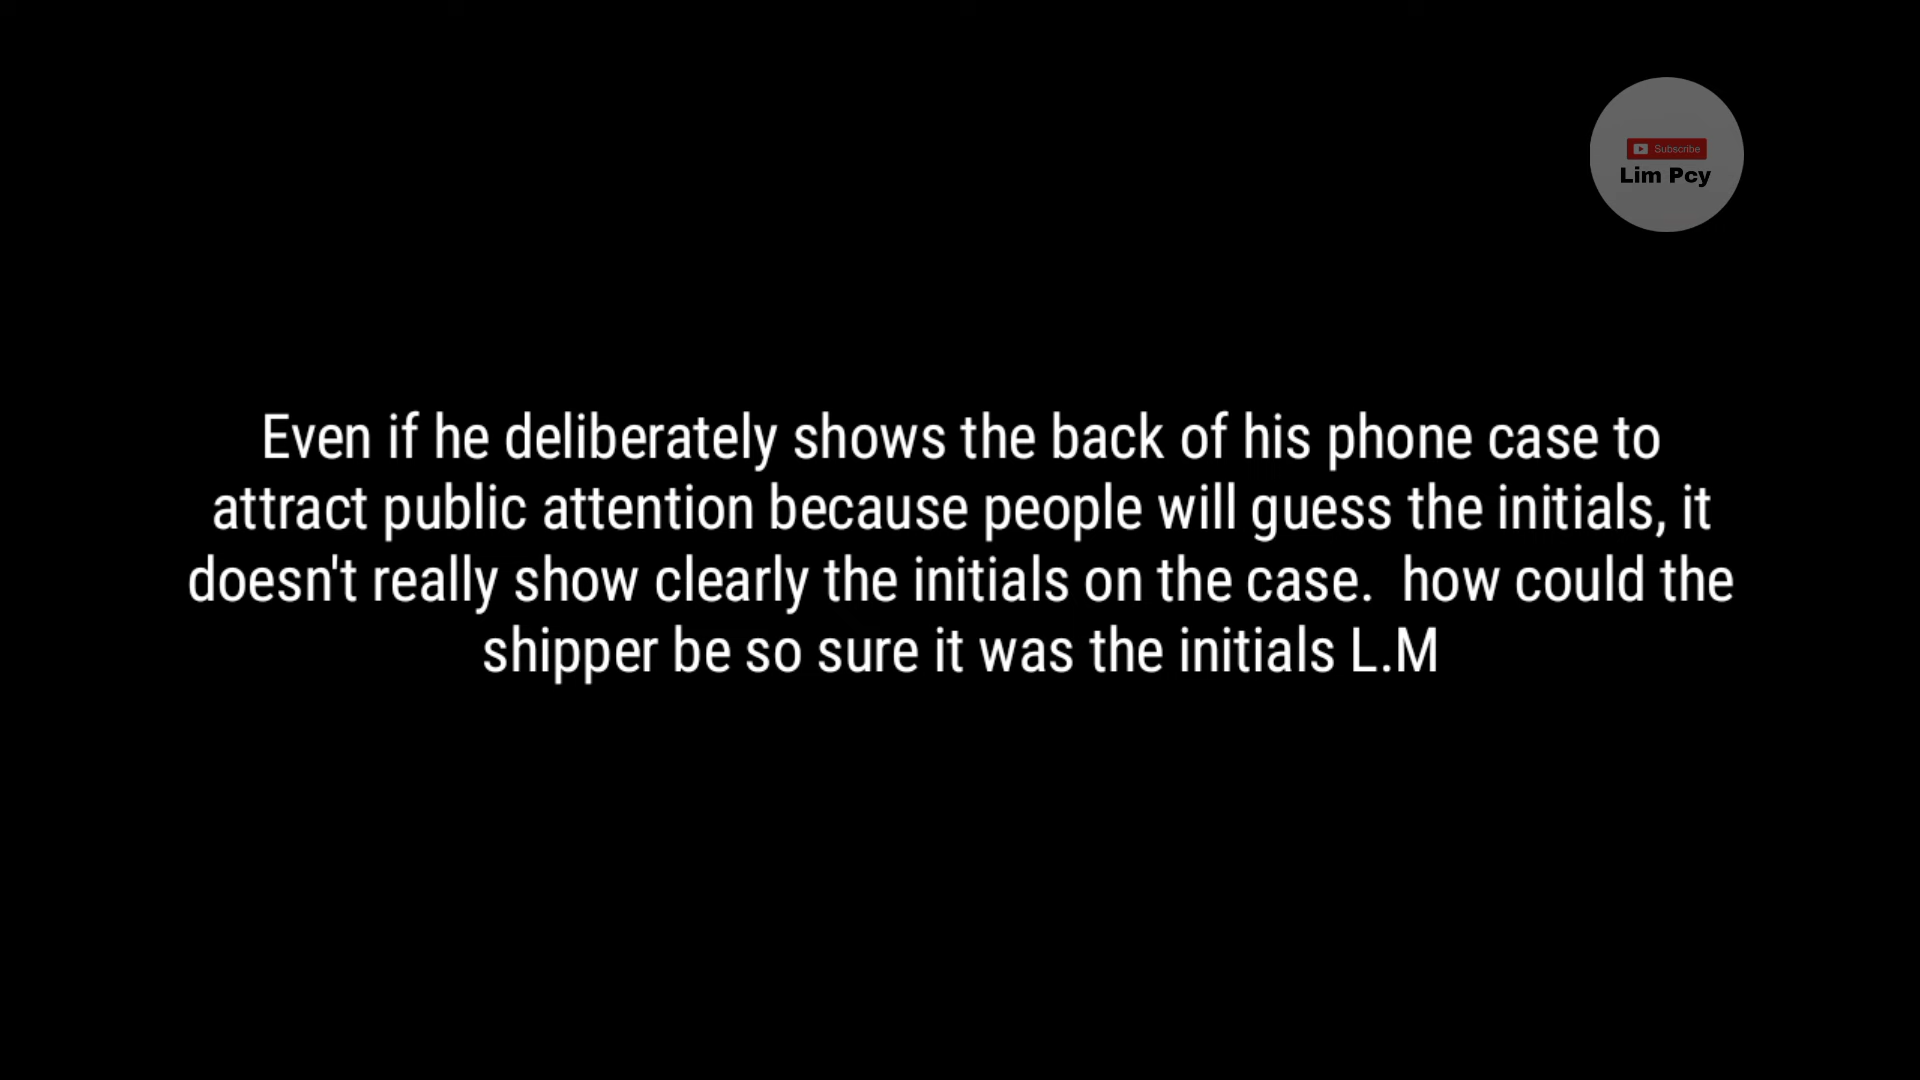 Subscribe
Lim Pcy
Even if he deliberately shows the back of his phone case to
attract public attention because people will guess the initials, it
doesn't really show clearly the initials on the case.  how could the
shipper be so sure it was the initials L.M